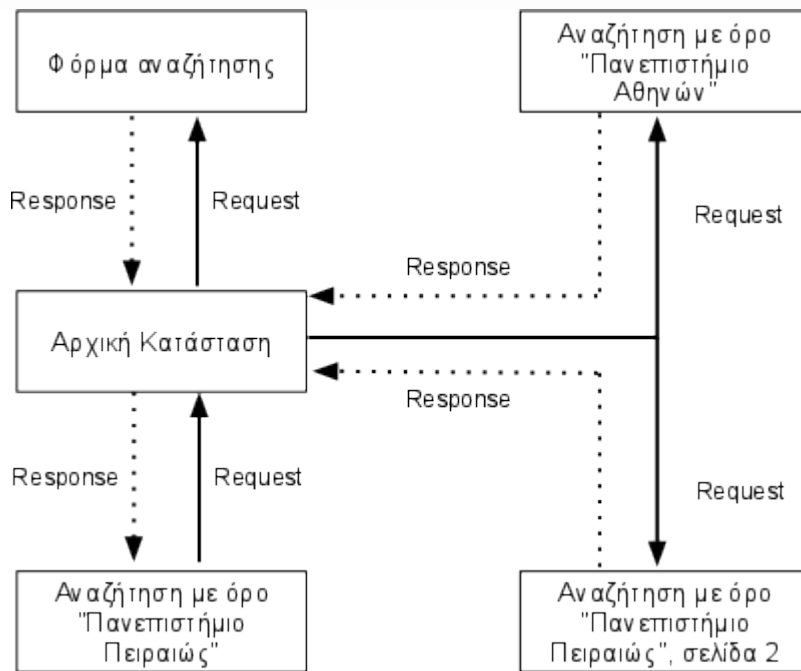 Φόρμα αναζήτησης
Αναζήτηση με όρο
"Πανεπιστήμιο
Αθηνών"
Response
Request
Request
Response
Αρχική Κατάσταση
Response
Response
Request
Request
Αναζήτηση με όρο
"Πανεπιστήμιο
Πειραιώς"
Αναζήτηση με όρο
"Πανεπιστήμιο
Πειραιώς", σελίδα 2